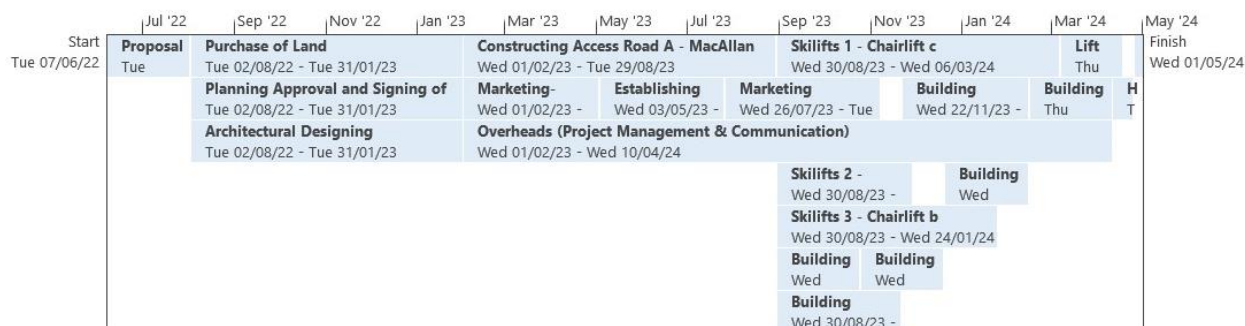 Jul '22 Sep '22 Nov '22 Jan '23 Mar '23 May '23 Jul '23 Sep '23 Nov '23 Jan '24 Mar '24 May '24
Start
Tue 07/06/22
Finish
Wed 01/05/24
Proposal
Tue
Purchase of Land
Tue 02/08/22 - Tue 31/01/23
Constructing Access Road A - MacAllan
Wed 01/02/23 - Tue 29/08/23
Skilifts 1 - Chairlift c
Wed 30/08/23 - Wed 06/03/24
Lift
Thu
Planning Approval and Signing of
Tue 02/08/22 - Tue 31/01/23
Marketing-
Wed 01/02/23 -
Establishing
Wed 03/05/23 -
Marketing
Wed 26/07/23 - Tue
Building
Wed 22/11/23 -
Building
Thu
H
T
Architectural Designing
Tue 02/08/22 - Tue 31/01/23
Overheads (Project Management & Communication)
Wed 01/02/23 - Wed 10/04/24
Skilifts 2 -
Wed 30/08/23 -
Building
Wed
Skilifts 3 - Chairlift b
Wed 30/08/23 - Wed 24/01/24
Building
Wed
Building
Wed
Building
Wed 30/08/23 -